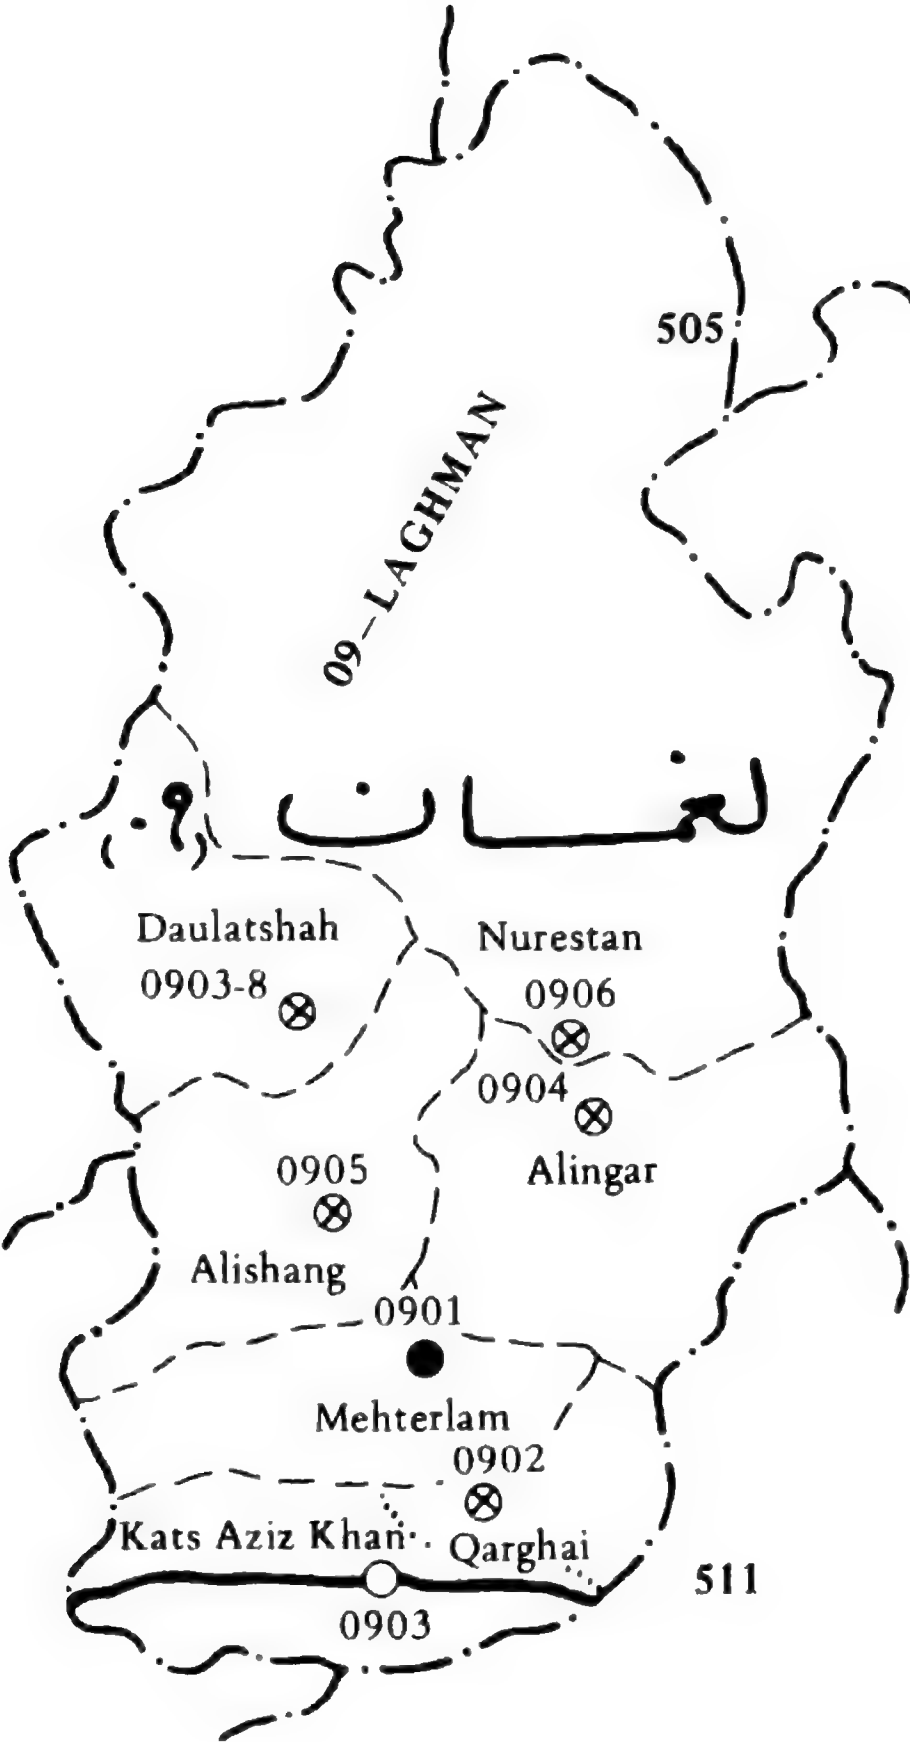 505
09-LAGHMAN
لغمان
Daulatshah
0903-8
Nurestan
0906
0904
Alingar
0905
Alishang
0901
Mehterlam
0902
Kats Aziz Khan
Qarghai
511
0903